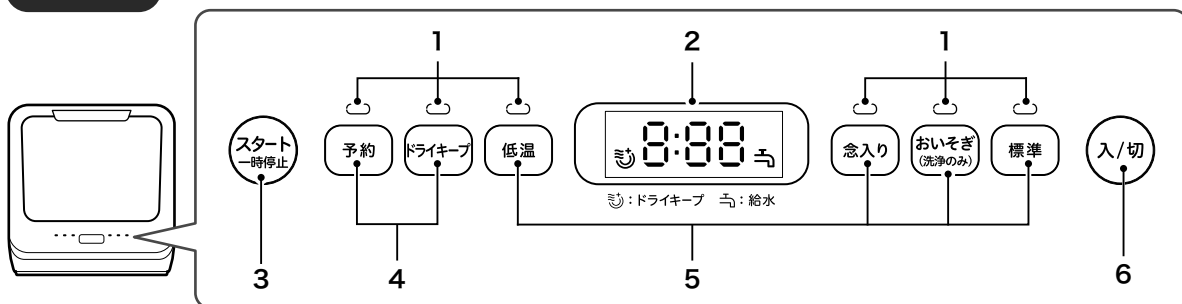 1
2
1
スタート
一時停止
予約
ドライキープ
低温
8:88
念入り
おいそぎ
(洗浄のみ)
標準
入/切
:ドライキープ :給水
3
4
5
6